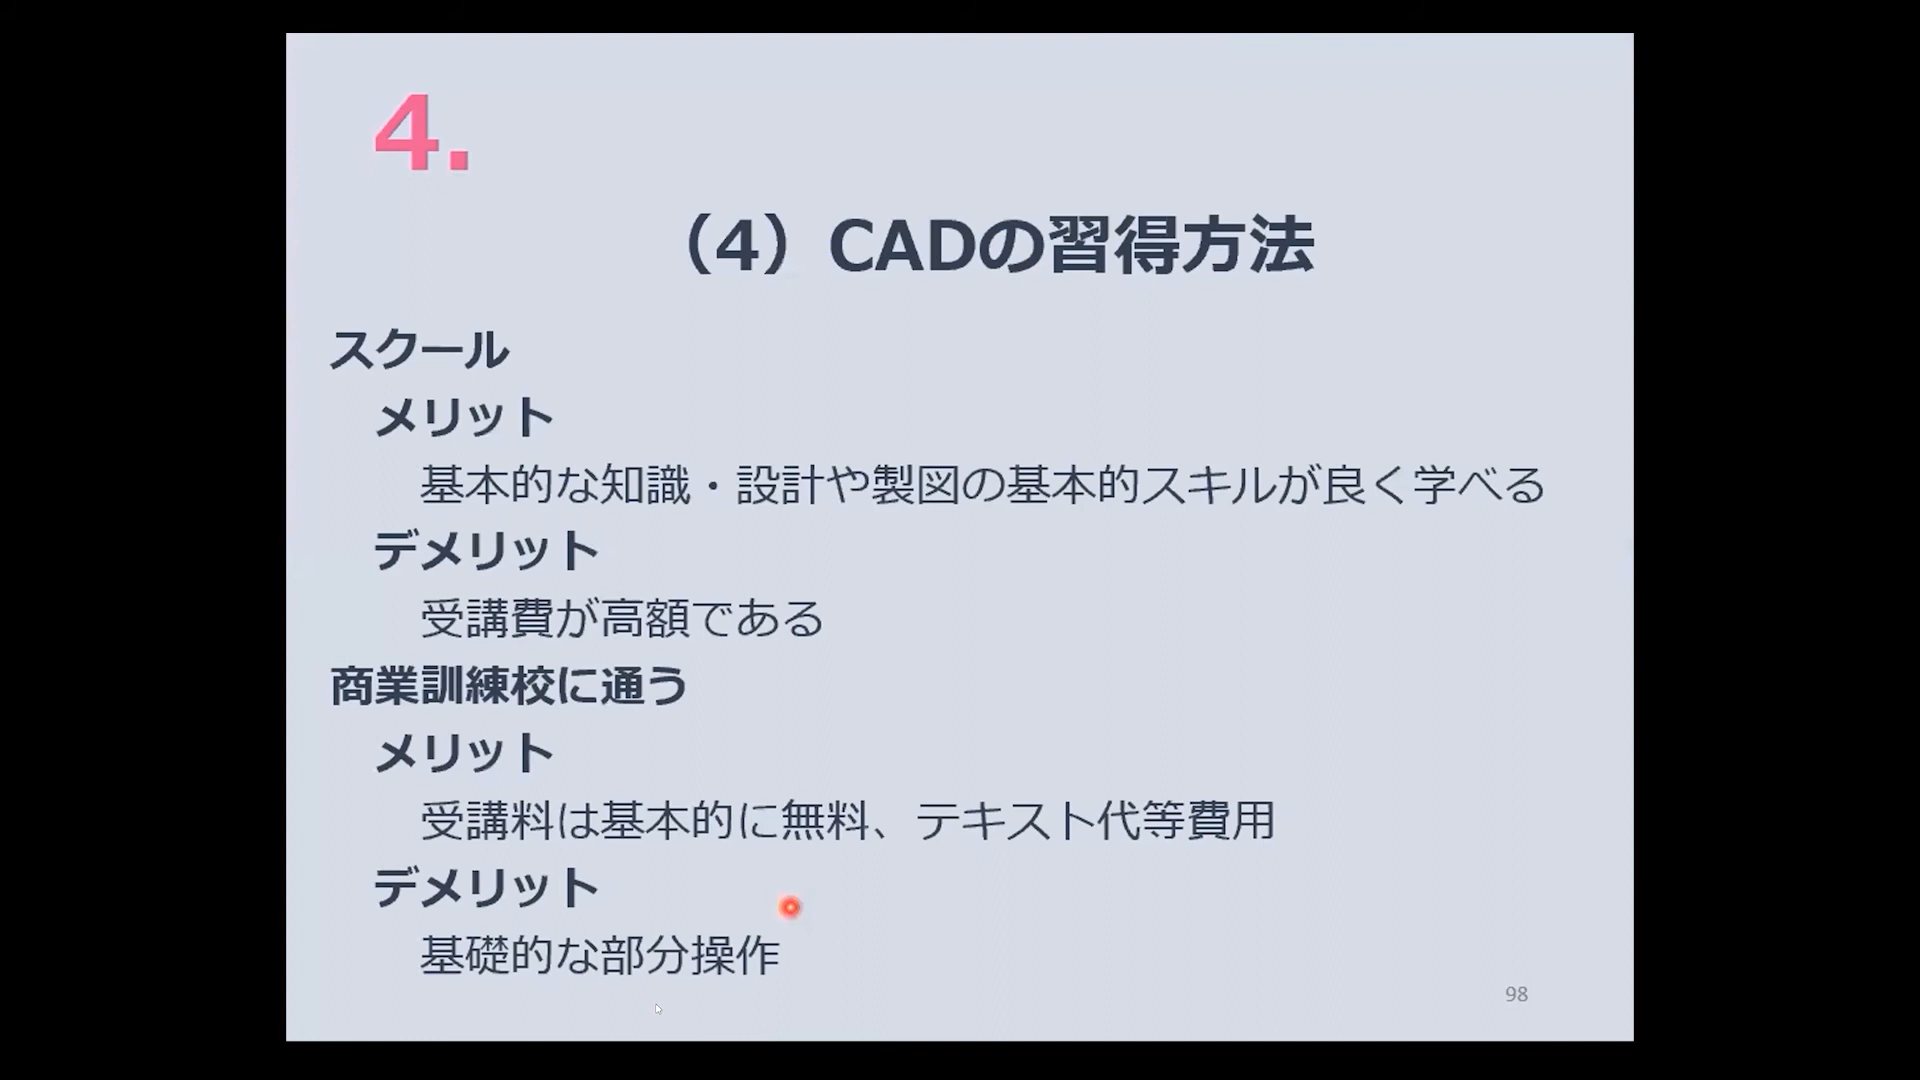 4.
（4）CADの習得方法
スクール
メリット
基本的な知識・設計や製図の基本的スキルが良く学べる
デメリット
受講費が高額である
商業訓練校に通う
メリット
受講料は基本的に無料、テキスト代等費用
デメリット
基礎的な部分操作
98